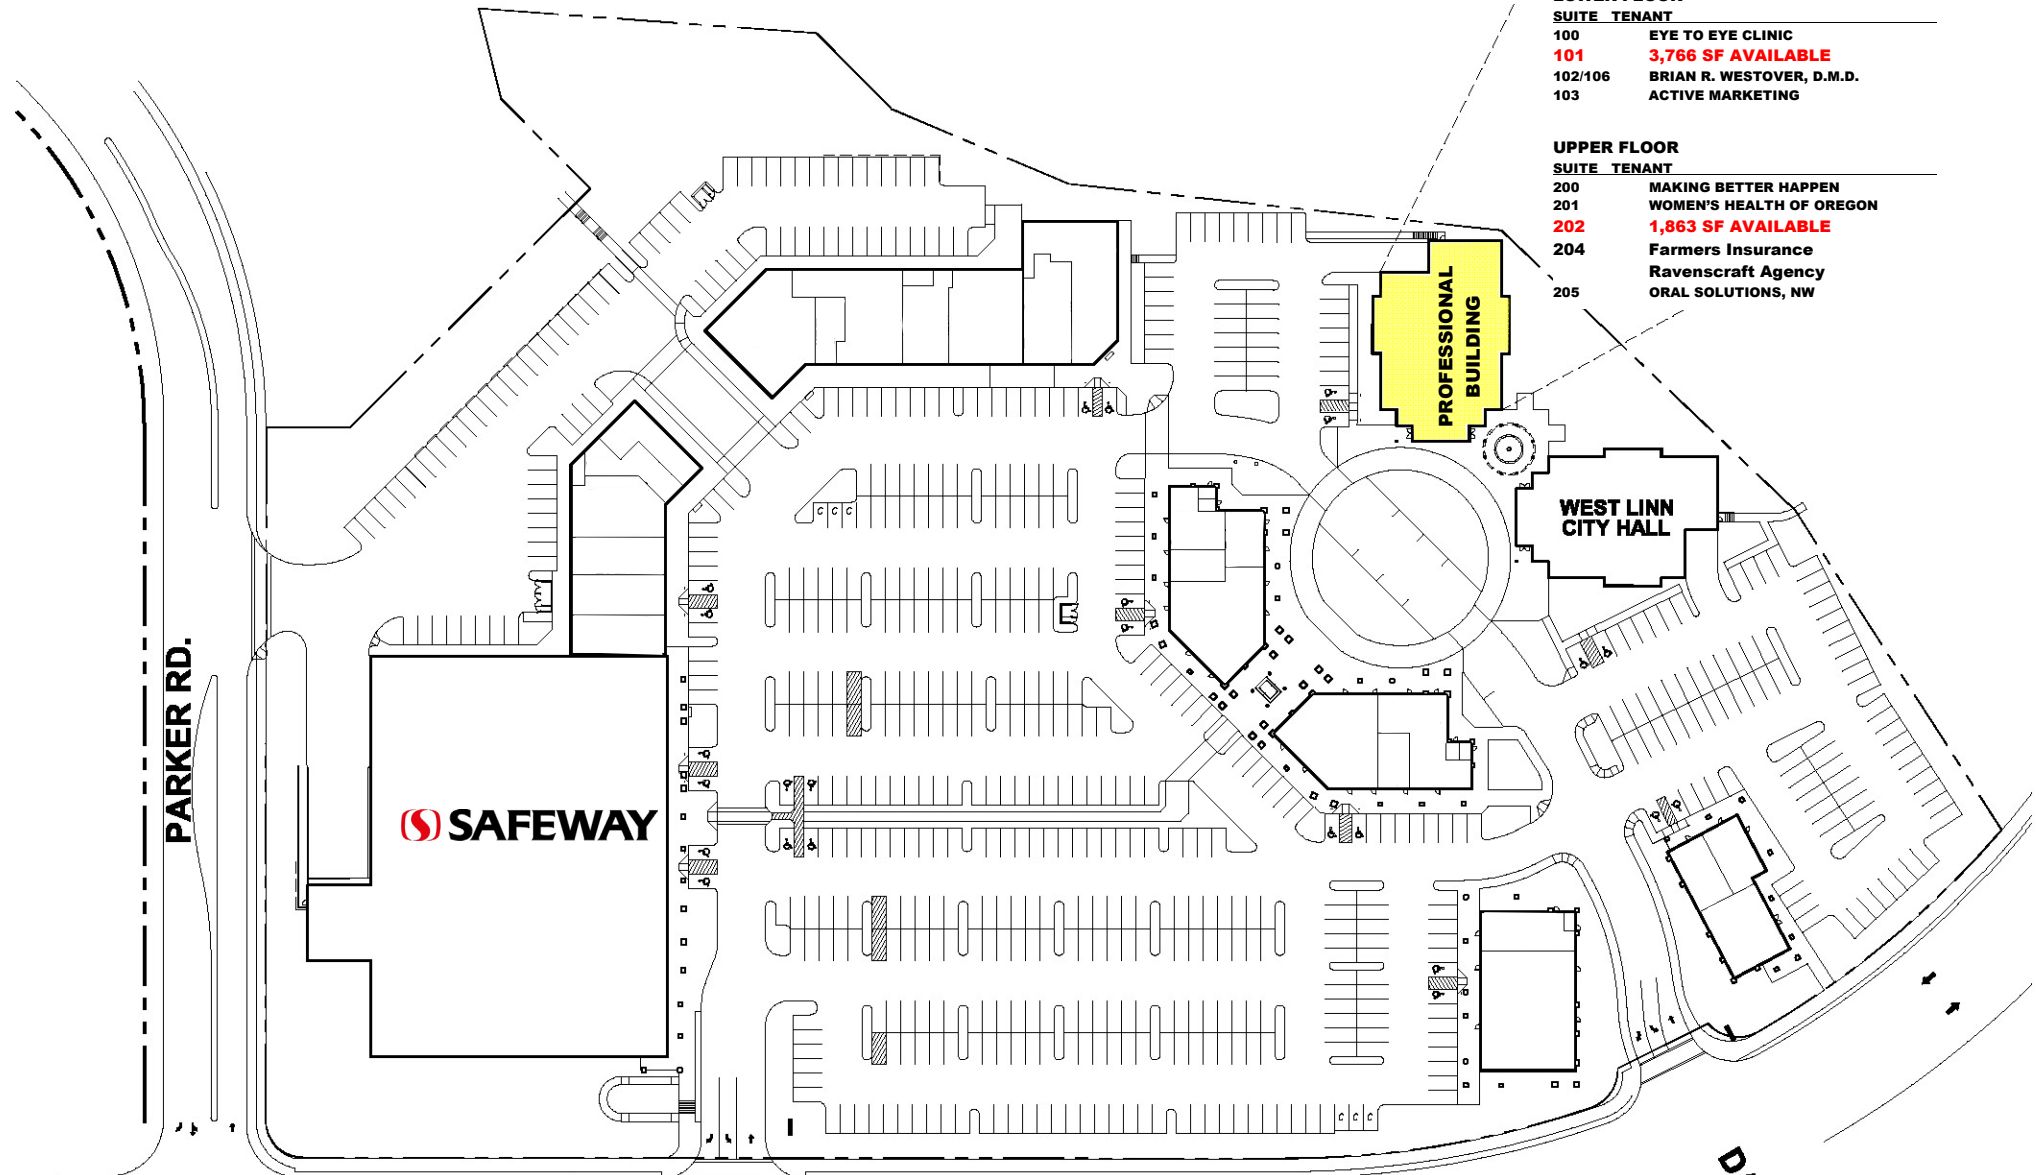 SUITE TENANT
100 EYE TO EYE CLINIC
101 3,766 SF AVAILABLE
102/106 BRIAN R. WESTOVER, D.M.D.
103 ACTIVE MARKETING
UPPER FLOOR
SUITE TENANT
200 MAKING BETTER HAPPEN
201 WOMEN'S HEALTH OF OREGON
202 1,863 SF AVAILABLE
204 Farmers Insurance
Ravenscraft Agency
205 ORAL SOLUTIONS, NW
PROFESSIONAL
BUILDING
WEST LINN
CITY HALL
C C C
PARKER RD.
SAFEWAY
C C C